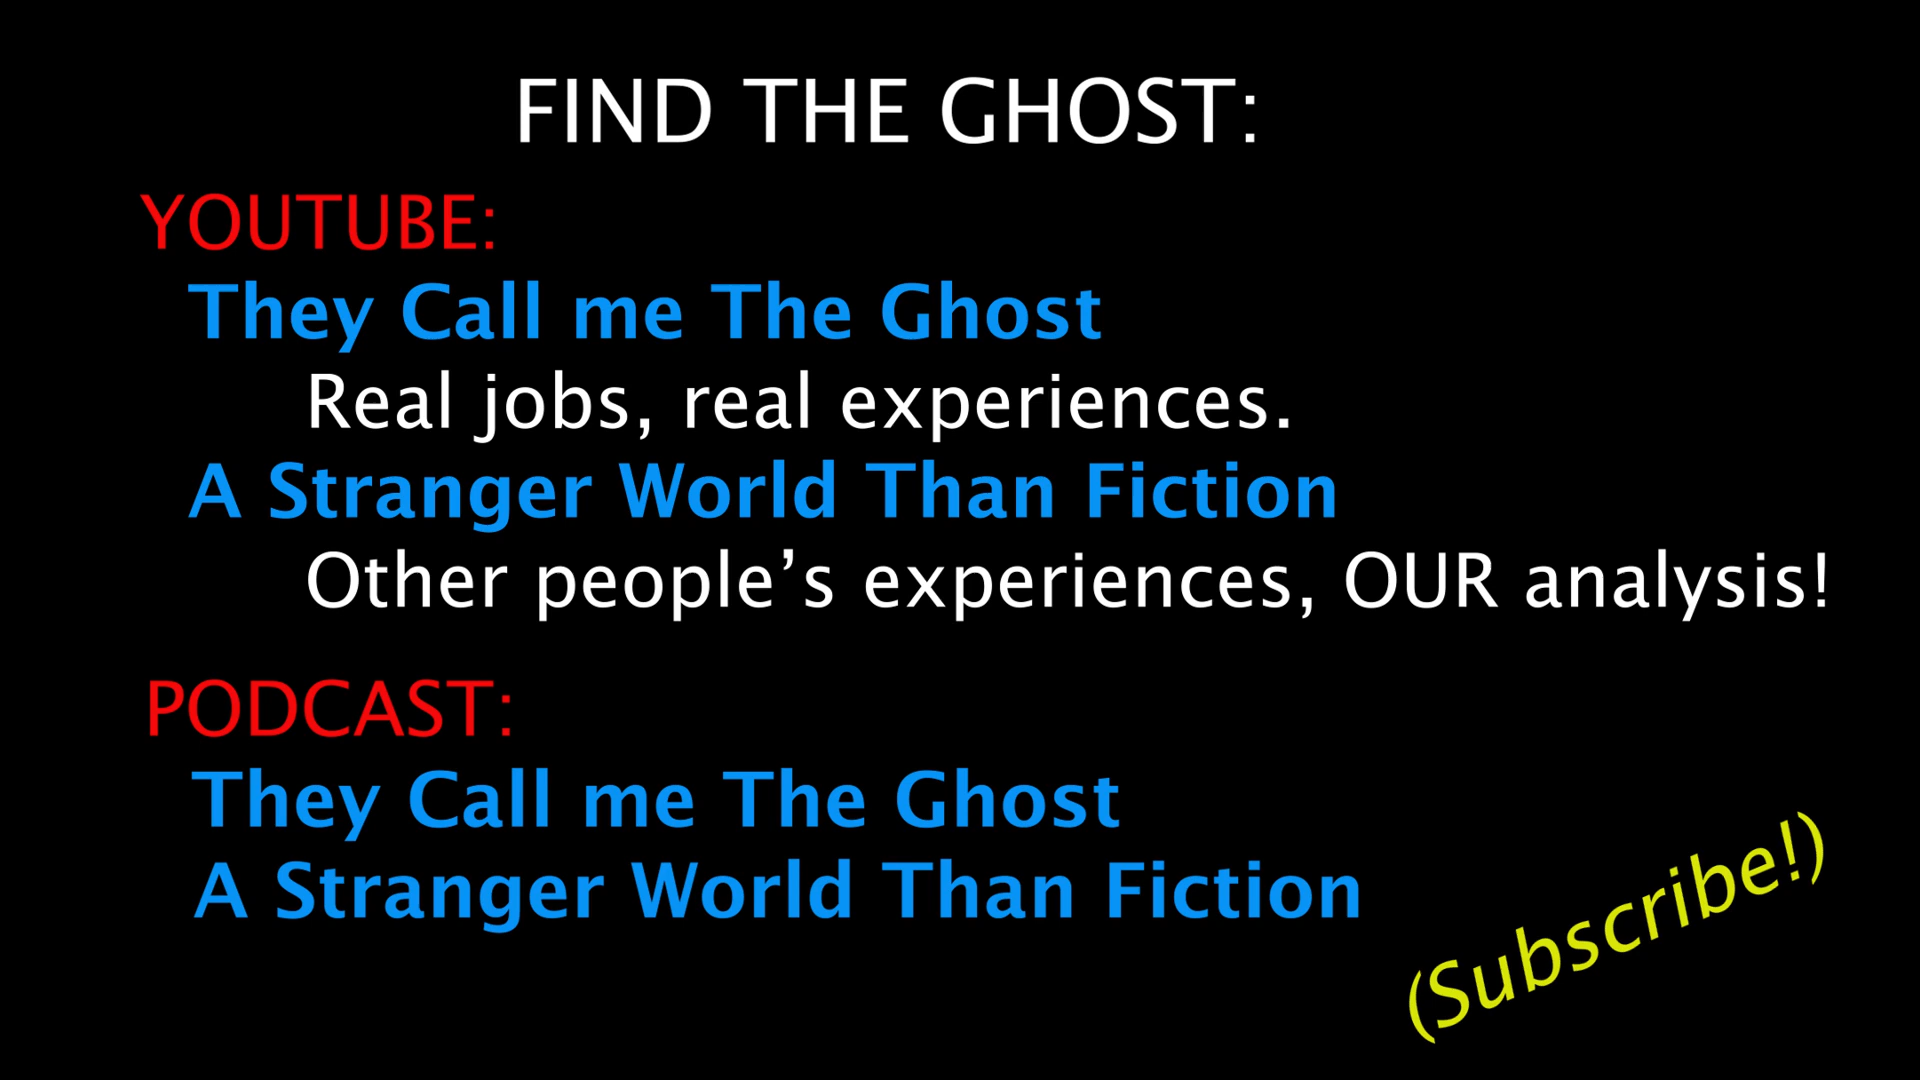 FIND THE GHOST:
YOUTUBE:
They Call me The Ghost
Real jobs, real experiences.
A Stranger World Than Fiction
Other people’s experiences, OUR analysis!
PODCAST:
They Call me The Ghost
A Stranger World Than Fiction
(Subscribe!)